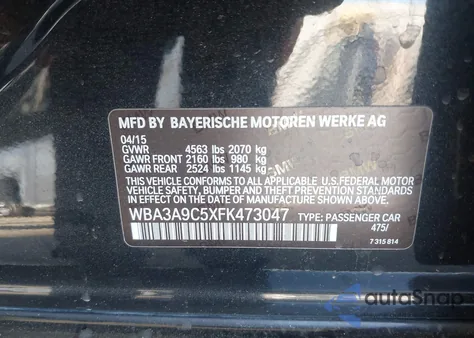 MFD BY BAYERISCHE MOTOREN WERKE AG
04/15
GVWR 4563 lbs 2070 kg
GAWR FRONT 2160 lbs 980 kg
GAWR REAR 2524 lbs 1145 kg
THIS VEHICLE CONFORMS TO ALL APPLICABLE U.S.FEDERAL MOTOR
VEHICLE SAFETY, BUMPER, AND THEFT PREVENTION STANDARDS IN
EFFECT ON THE DATE OF MANUFACTURE SHOWN ABOVE.
WBA3A9C5XFK473047 TYPE: PASSENGER CAR
475/
7 315 814
autoSnap